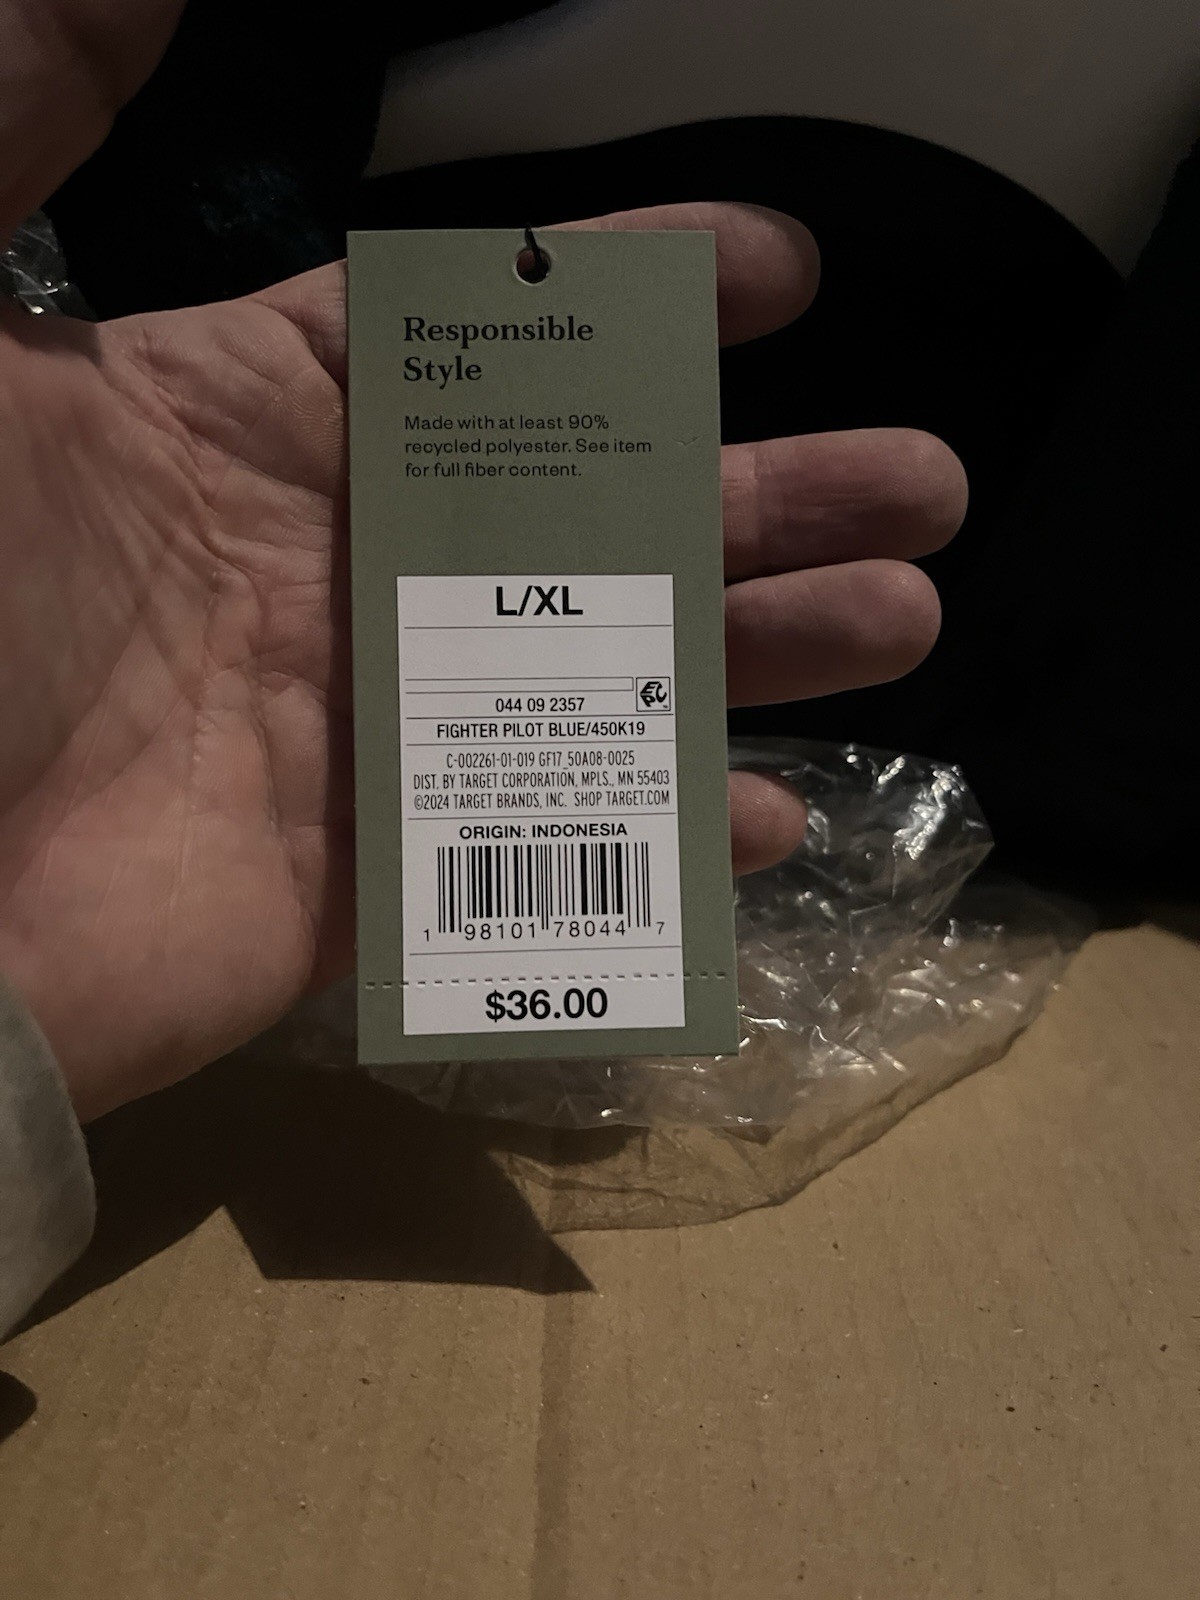 Responsible
Style
Made with at least 90%
recycled polyester. See item
for full fiber content.
L/XL
EPC
044 09 2357
FIGHTER PILOT BLUE/450K19
C-002261-01-019 GF17_50A08-0025
DIST. BY TARGET CORPORATION, MPLS., MN 55403
©2024 TARGET BRANDS, INC. SHOP TARGET.COM
ORIGIN: INDONESIA
1 98101 78044 7
$36.00